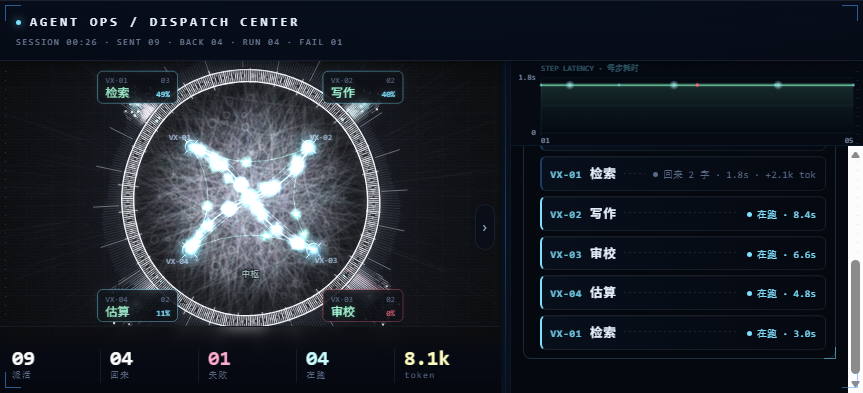 AGENT OPS / DISPATCH CENTER
SESSION 00:26 · SENT 09 · BACK 04 · RUN 04 · FAIL 01
VX-01 03
检索 49%
VX-02 02
写作 40%
VX-01
VX-02
VX-04
VX-03
中枢
VX-04 02
估算 11%
VX-03 02
审校 0%
›
09
派活
04
回来
01
失败
04
在跑
8.1k
token
STEP LATENCY · 每步耗时
1.8s
0
01 05
VX-01 检索 回来 2 字 · 1.8s · +2.1k tok
VX-02 写作 在跑 · 8.4s
VX-03 审校 在跑 · 6.6s
VX-04 估算 在跑 · 4.8s
VX-01 检索 在跑 · 3.0s